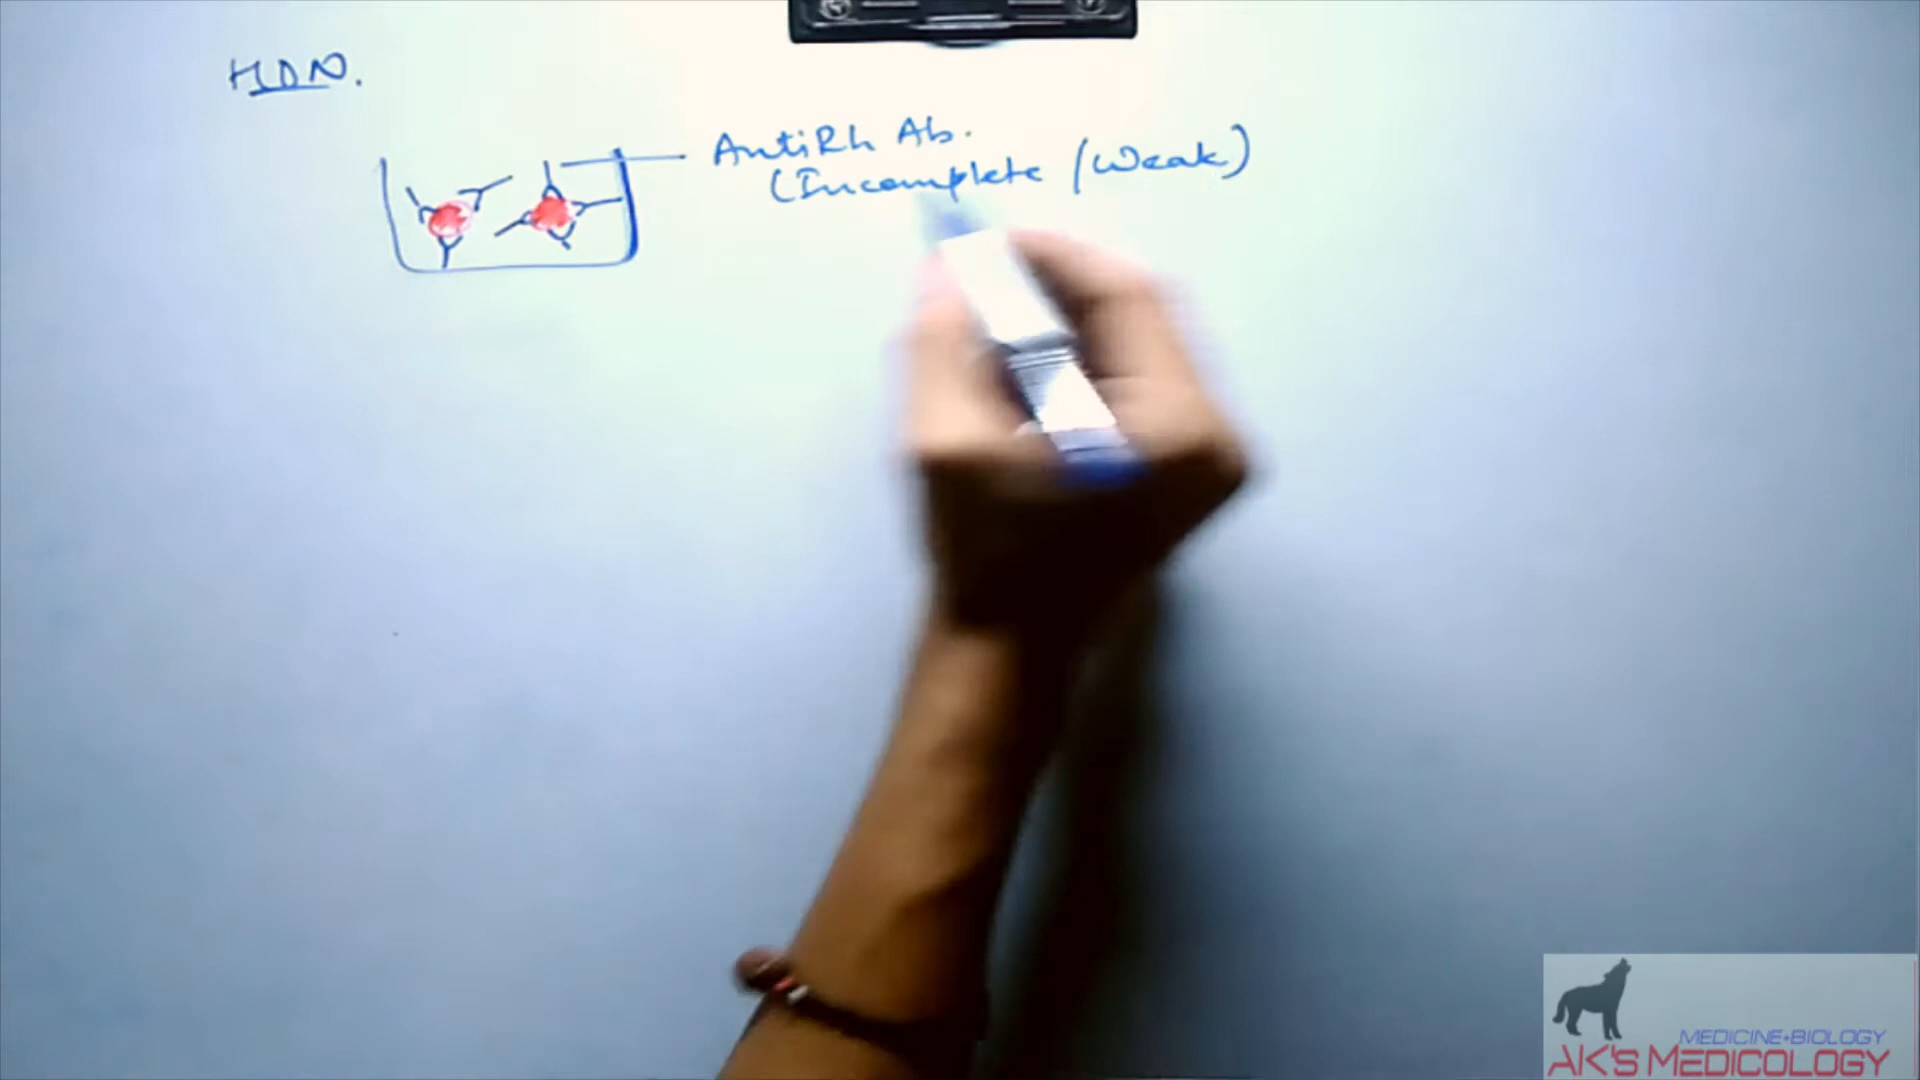 HDN.
AntiRh Ab.
(Incomplete / Weak)
MEDICINE+BIOLOGY
AK'S MEDICOLOGY